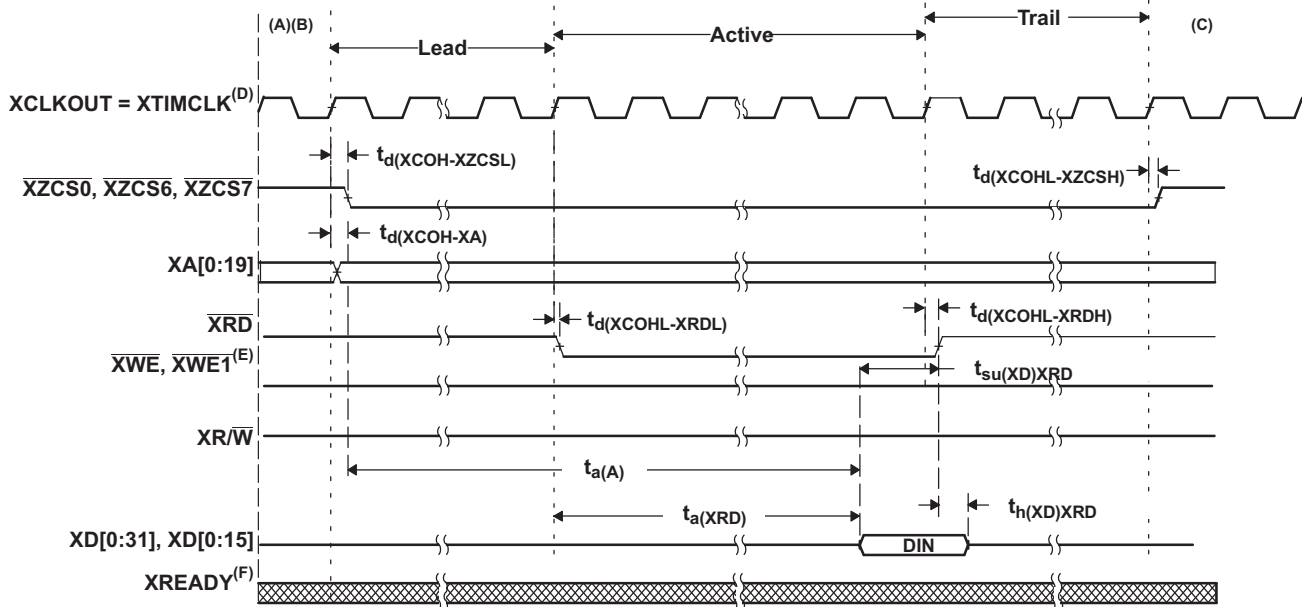 (A)(B)
Lead
Active
Trail
(C)
XCLKOUT = XTIMCLK(D)
td(XCOH-XZCSL)
XZCS0, XZCS6, XZCS7
td(XCOHL-XZCSH)
td(XCOH-XA)
XA[0:19]
XRD
td(XCOHL-XRDL)
td(XCOHL-XRDH)
XWE, XWE1(E)
tsu(XD)XRD
XR/W
ta(A)
ta(XRD)
th(XD)XRD
XD[0:31], XD[0:15]
DIN
XREADY(F)